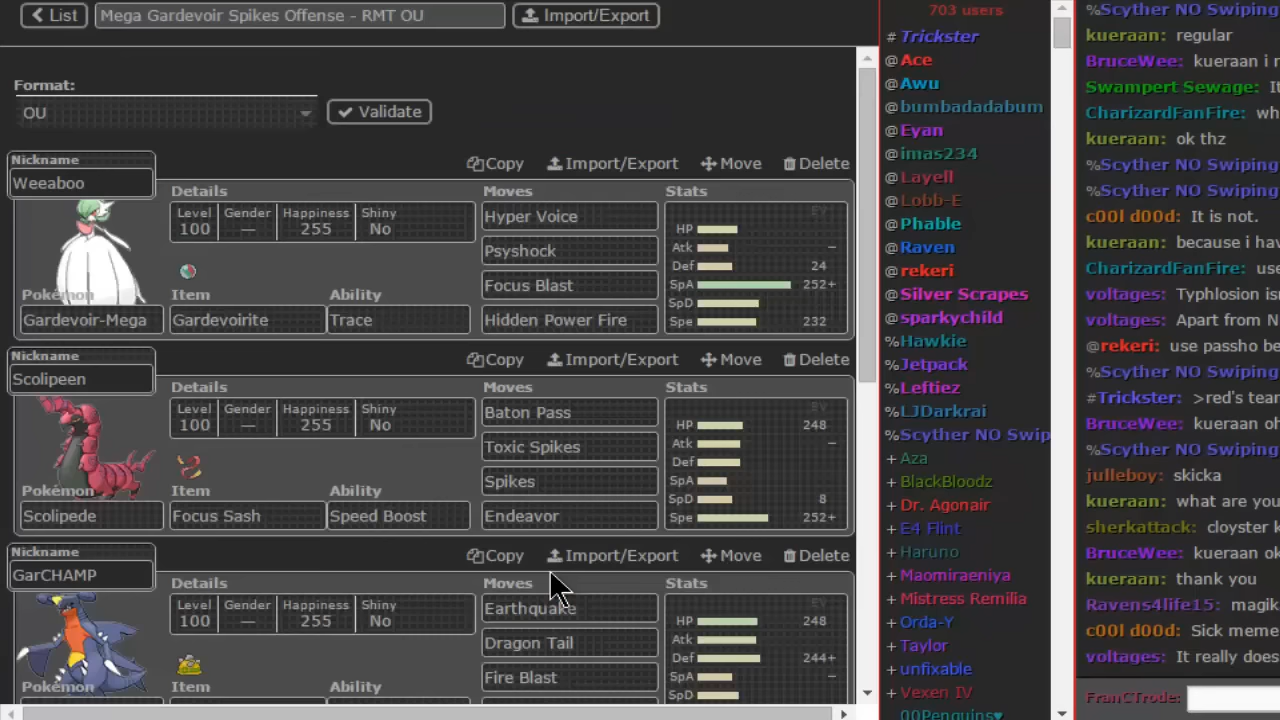 List
Mega Gardevoir Spikes Offense -
MT OU
Import/Export
Format:
OU
Validate
Nickname
Weeaboo
Copy
Import/Export
Move
Delete
Details
Moves
Stats
Level
100
Gender
Happiness
255
Shiny
No
Hyper Voice
Psyshock
Focus Blast
Hidden Power Fire
EV
HP
Atk –
Def 24
SpA 252+
SpD
Spe 232
Pokémon
Gardevoir-Mega
Item
Gardevoirite
Ability
Trace
Nickname
Scolipeen
Copy
Import/Export
Move
Delete
Details
Moves
Stats
Level
100
Gender
Happiness
255
Shiny
No
Baton Pass
Toxic Spikes
Spikes
Endeavor
EV
HP 248
Atk –
Def
SpA
SpD 8
Spe 252+
Pokémon
Scolipede
Item
Focus Sash
Ability
Speed Boost
Nickname
GarCHAMP
Copy
Import/Export
Move
Delete
Details
Moves
Stats
Level
100
Gender
—
Happiness
255
Shiny
No
Earthquake
Dragon Tail
Fire Blast
EV
HP 248
Atk
Def 244+
SpA –
SpD
Pokémon
Item
Ability
703 users
# Trickster
@Ace
@Awu
@bumbadadabum
@Eyan
@imas234
@Layell
@Lobb-E
@Phable
@Raven
@rekeri
@Silver Scrapes
@sparkychild
%Hawkie
%Jetpack
%Leftiez
%LJDarkrai
%Scyther NO Swip
+Aza
+BlackBloodz
+Dr. Agonair
+E4 Flint
+Haruno
+Maomiraeniya
+Mistress Remilia
+Orda-Y
+Taylor
+unfixable
+Vexen IV
00Penguins♥
%Scyther NO Swiping
kueraan: regular
BruceWee: kueraan i
Swampert Sewage: It
CharizardFanFire: wh
kueraan: ok thz
%Scyther NO Swiping
%Scyther NO Swiping
c00l d00d: It is not.
kueraan: because i hav
CharizardFanFire: use
voltages: Typhlosion isn
voltages: Apart from N
@rekeri: use passho be
%Scyther NO Swiping
#Trickster: >red's tear
BruceWee: kueraan oh
%Scyther NO Swiping
julleboy: skicka
kueraan: what are you
sherkattack: cloyster k
BruceWee: kueraan ok
kueraan: thank you
Ravens4life15: magik
c00l d00d: Sick meme
voltages: It really does
FranCTrode: